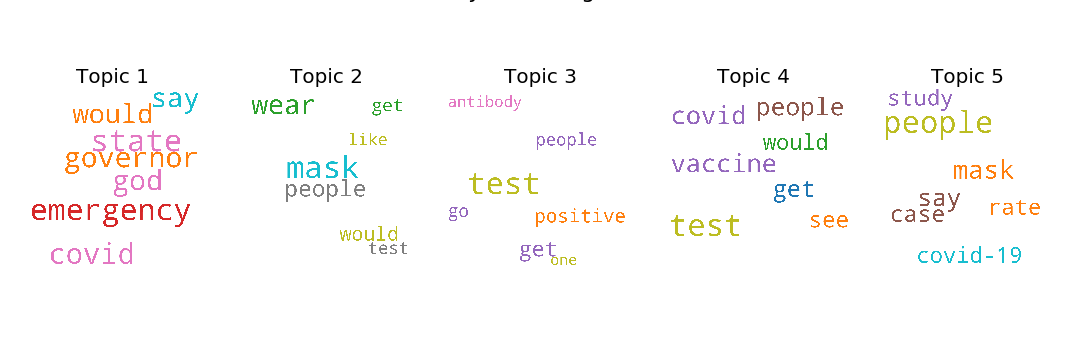 Topic 1
say
would
state
governor
god
emergency
covid
Topic 2
wear
get
like
mask
people
would
test
Topic 3
antibody
people
test
go
positive
get
one
Topic 4
people
covid
would
vaccine
get
see
test
Topic 5
study
people
mask
say
rate
case
covid-19